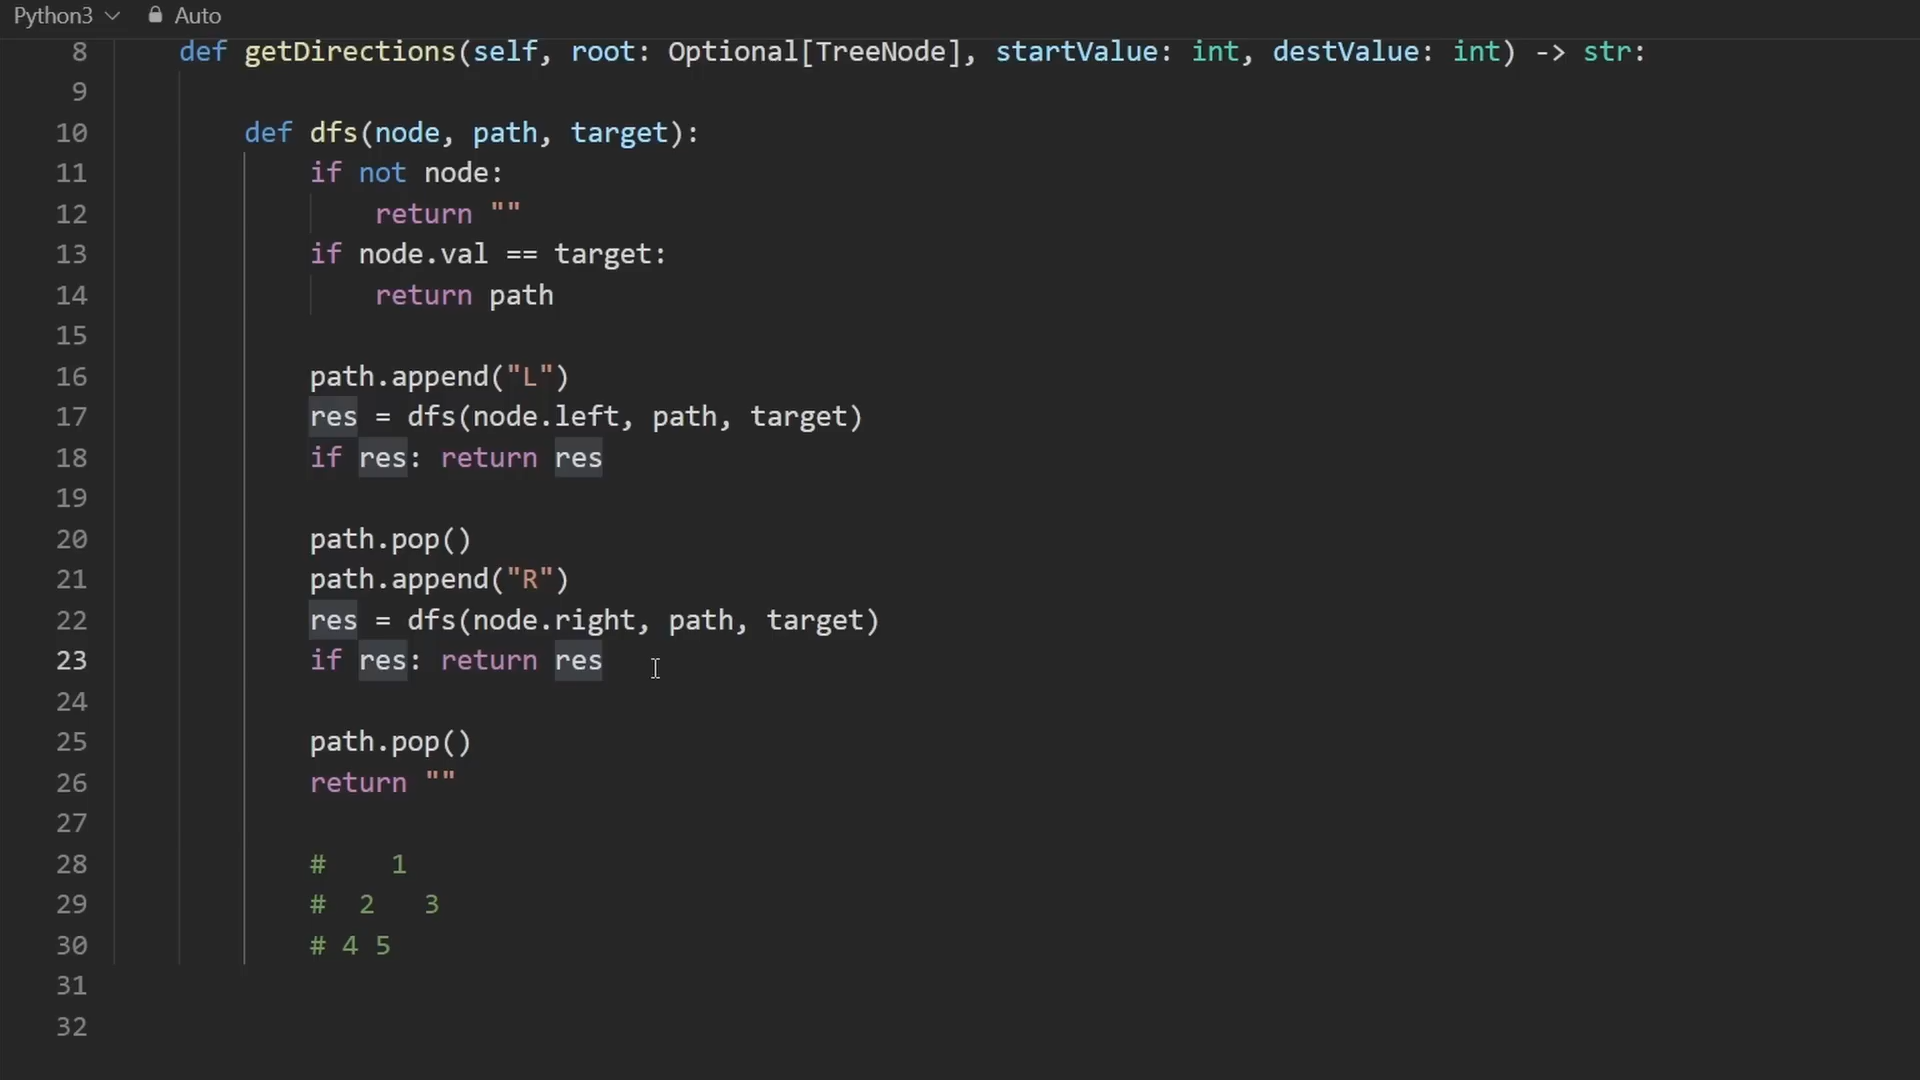 Python3 Auto
8 def getDirections(self, root: Optional[TreeNode], startValue: int, destValue: int) -> str:
9
10 def dfs(node, path, target):
11 if not node:
12 return ""
13 if node.val == target:
14 return path
15
16 path.append("L")
17 res = dfs(node.left, path, target)
18 if res: return res
19
20 path.pop()
21 path.append("R")
22 res = dfs(node.right, path, target)
23 if res: return res
24
25 path.pop()
26 return ""
27
28 # 1
29 # 2 3
30 # 4 5
31
32